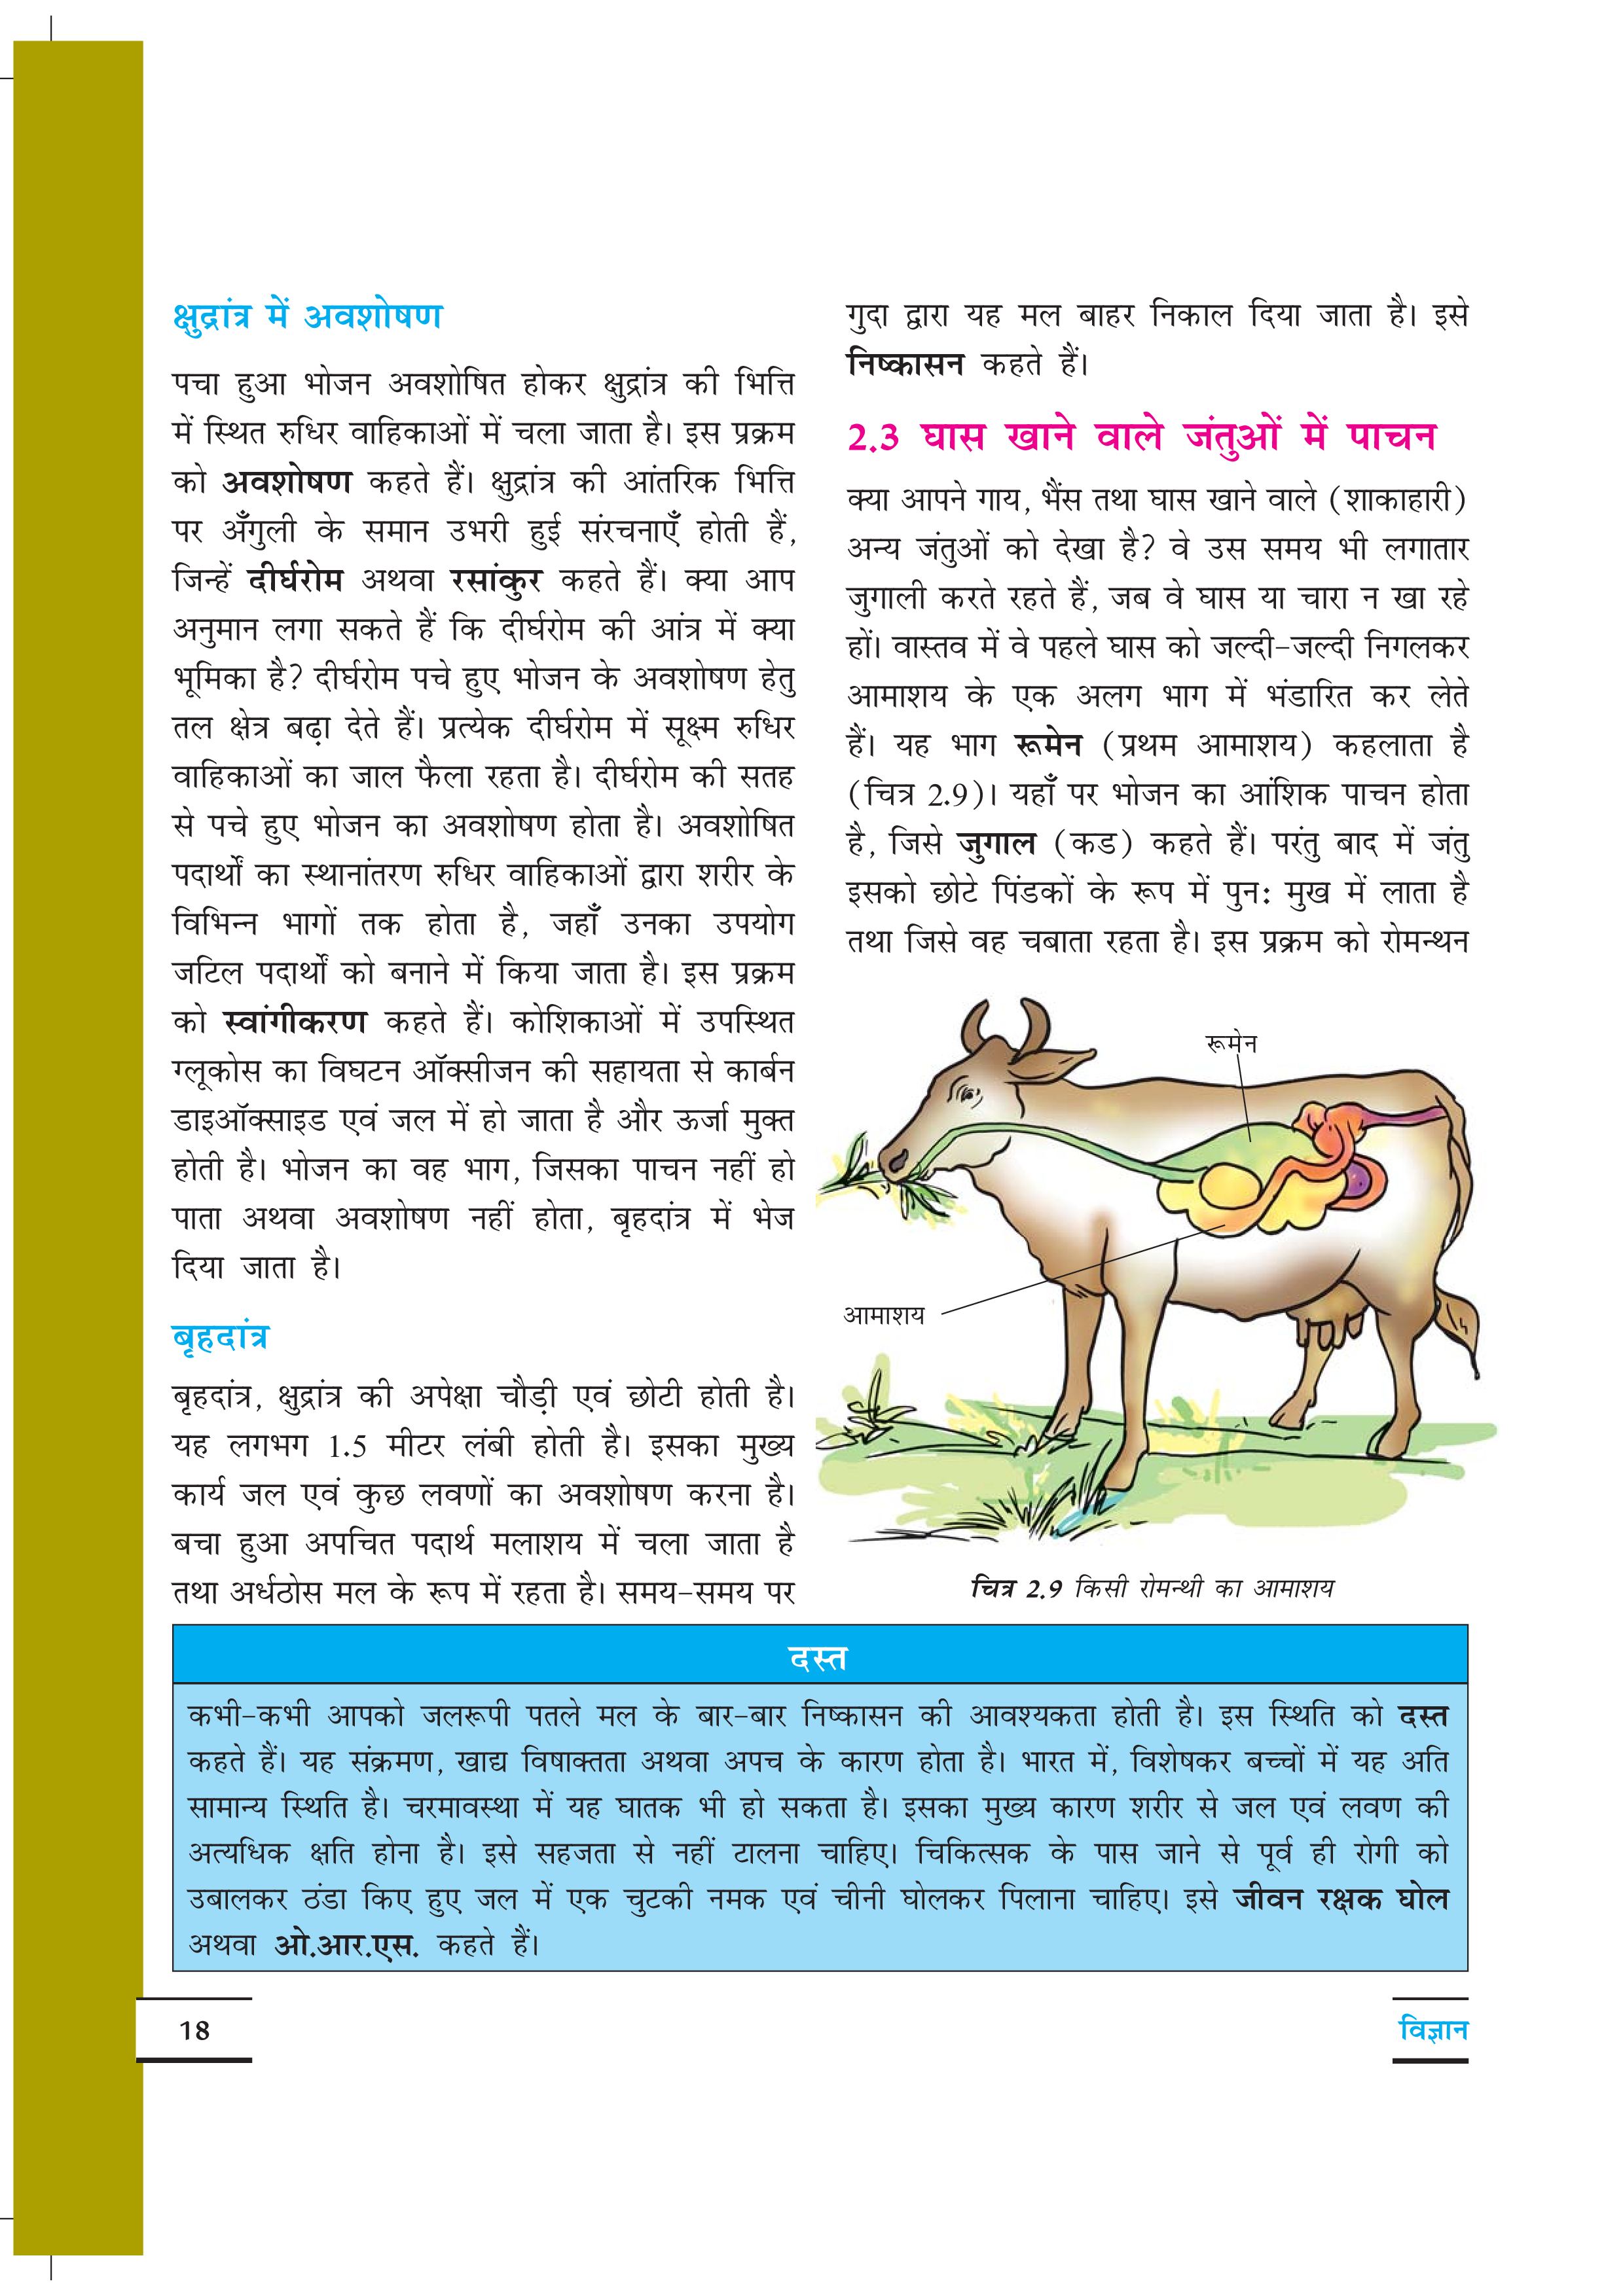 क्षुद्रांत्र में अवशोषण
पचा हुआ भोजन अवशोषित होकर क्षुद्रांत्र की भित्ति
में स्थित रुधिर वाहिकाओं में चला जाता है। इस प्रक्रम
को अवशोषण कहते हैं। क्षुद्रांत्र की आंतरिक भित्ति
पर अँगुली के समान उभरी हुई संरचनाएँ होती हैं,
जिन्हें दीर्घरोम अथवा रसांकुर कहते हैं। क्या आप
अनुमान लगा सकते हैं कि दीर्घरोम की आंत्र में क्या
भूमिका है? दीर्घरोम पचे हुए भोजन के अवशोषण हेतु
तल क्षेत्र बढ़ा देते हैं। प्रत्येक दीर्घरोम में सूक्ष्म रुधिर
वाहिकाओं का जाल फैला रहता है। दीर्घरोम की सतह
से पचे हुए भोजन का अवशोषण होता है। अवशोषित
पदार्थों का स्थानांतरण रुधिर वाहिकाओं द्वारा शरीर के
विभिन्न भागों तक होता है, जहाँ उनका उपयोग
जटिल पदार्थों को बनाने में किया जाता है। इस प्रक्रम
को स्वांगीकरण कहते हैं। कोशिकाओं में उपस्थित
ग्लूकोस का विघटन ऑक्सीजन की सहायता से कार्बन
डाइऑक्साइड एवं जल में हो जाता है और ऊर्जा मुक्त
होती है। भोजन का वह भाग, जिसका पाचन नहीं हो
पाता अथवा अवशोषण नहीं होता, बृहदांत्र में भेज
दिया जाता है।
बृहदांत्र
बृहदांत्र, क्षुद्रांत्र की अपेक्षा चौड़ी एवं छोटी होती है।
यह लगभग 1.5 मीटर लंबी होती है। इसका मुख्य
कार्य जल एवं कुछ लवणों का अवशोषण करना है।
बचा हुआ अपचित पदार्थ मलाशय में चला जाता है
तथा अर्धठोस मल के रूप में रहता है। समय-समय पर
गुदा द्वारा यह मल बाहर निकाल दिया जाता है। इसे
निष्कासन कहते हैं।
2.3 घास खाने वाले जंतुओं में पाचन
क्या आपने गाय, भैंस तथा घास खाने वाले (शाकाहारी)
अन्य जंतुओं को देखा है? वे उस समय भी लगातार
जुगाली करते रहते हैं, जब वे घास या चारा न खा रहे
हों। वास्तव में वे पहले घास को जल्दी-जल्दी निगलकर
आमाशय के एक अलग भाग में भंडारित कर लेते
हैं। यह भाग रूमेन (प्रथम आमाशय) कहलाता है
(चित्र 2.9)। यहाँ पर भोजन का आंशिक पाचन होता
है, जिसे जुगाल (कड) कहते हैं। परंतु बाद में जंतु
इसको छोटे पिंडकों के रूप में पुनः मुख में लाता है
तथा जिसे वह चबाता रहता है। इस प्रक्रम को रोमन्थन
रूमेन
आमाशय
चित्र 2.9 किसी रोमन्थी का आमाशय
दस्त
कभी-कभी आपको जलरूपी पतले मल के बार-बार निष्कासन की आवश्यकता होती है। इस स्थिति को दस्त
कहते हैं। यह संक्रमण, खाद्य विषाक्तता अथवा अपच के कारण होता है। भारत में, विशेषकर बच्चों में यह अति
सामान्य स्थिति है। चरमावस्था में यह घातक भी हो सकता है। इसका मुख्य कारण शरीर से जल एवं लवण की
अत्यधिक क्षति होना है। इसे सहजता से नहीं टालना चाहिए। चिकित्सक के पास जाने से पूर्व ही रोगी को
उबालकर ठंडा किए हुए जल में एक चुटकी नमक एवं चीनी घोलकर पिलाना चाहिए। इसे जीवन रक्षक घोल
अथवा ओ.आर.एस. कहते हैं।
18
विज्ञान